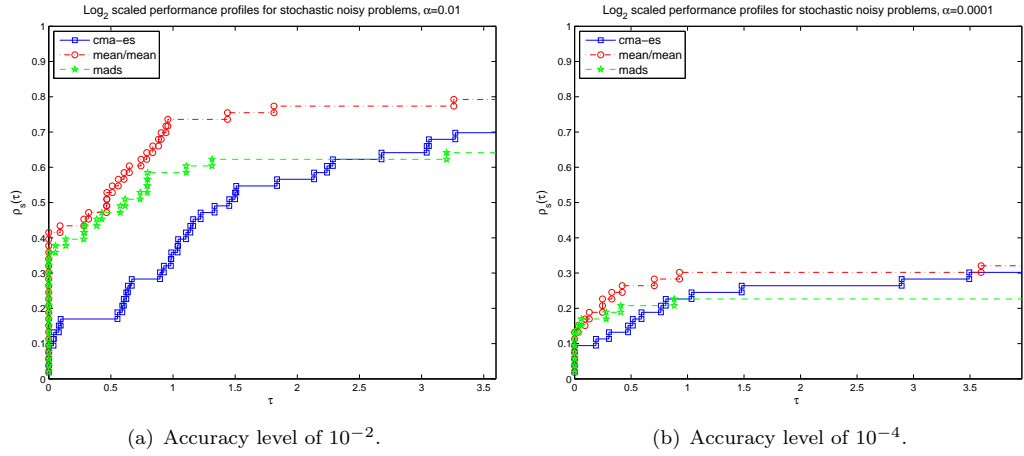 Log2 scaled performance profiles for stochastic noisy problems, α=0.01
cma−es
mean/mean
mads
1
0.9
0.8
0.7
0.6
0.5
0.4
0.3
0.2
0.1
0
ρs(τ)
0 0.5 1 1.5 2 2.5 3 3.5
τ
(a) Accuracy level of 10−2.
Log2 scaled performance profiles for stochastic noisy problems, α=0.0001
cma−es
mean/mean
mads
1
0.9
0.8
0.7
0.6
0.5
0.4
0.3
0.2
0.1
0
ρs(τ)
0 0.5 1 1.5 2 2.5 3 3.5
τ
(b) Accuracy level of 10−4.